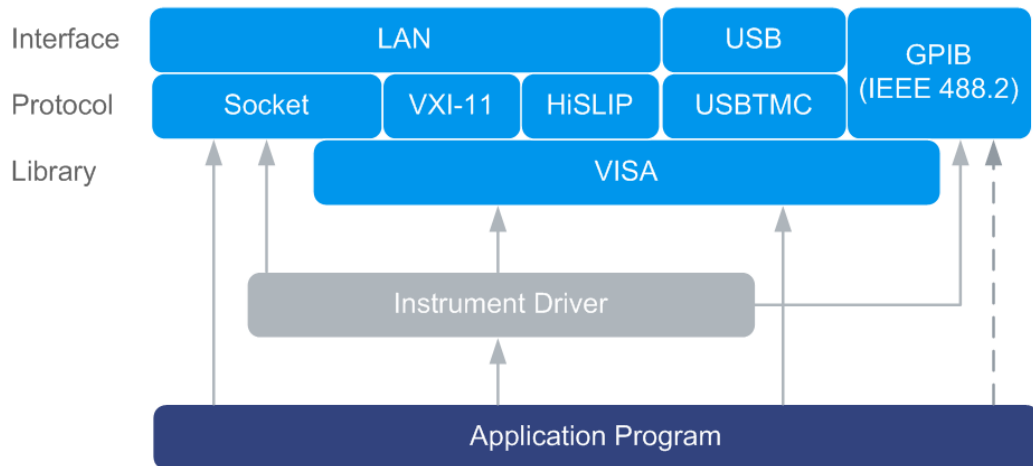 Interface
LAN
USB
GPIB
(IEEE 488.2)
Protocol
Socket
VXI-11
HiSLIP
USBTMC
Library
VISA
Instrument Driver
Application Program